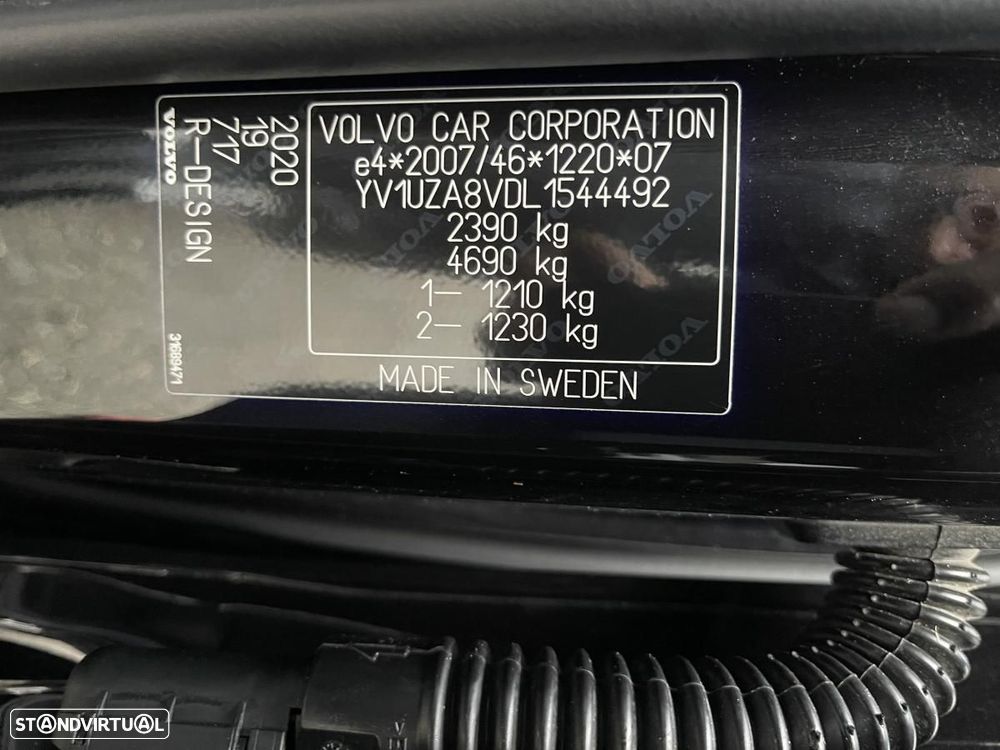 VOLVO CAR CORPORATION
e4*2007/46*1220*07
YV1UZA8VDL1544492
2390 kg
4690 kg
1- 1210 kg
2- 1230 kg
MADE IN SWEDEN
2020
19
717
R-DESIGN
VOLVO
31689471
STANDVIRTUAL